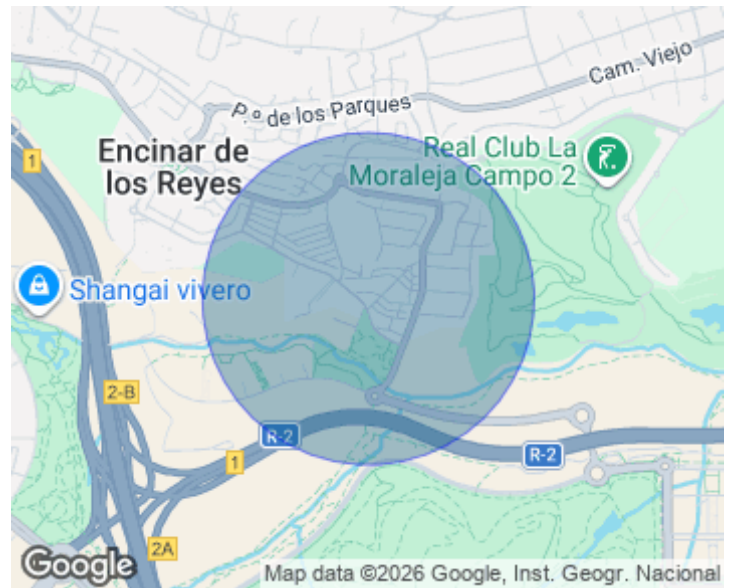 Cam. Viejo
P.º de los Parques
Encinar de
los Reyes
Real Club La
Moraleja Campo 2
1
Shangai vivero
2-B
R-2
1
R-2
2A
Google
Map data ©2026 Google, Inst. Geogr. Nacional